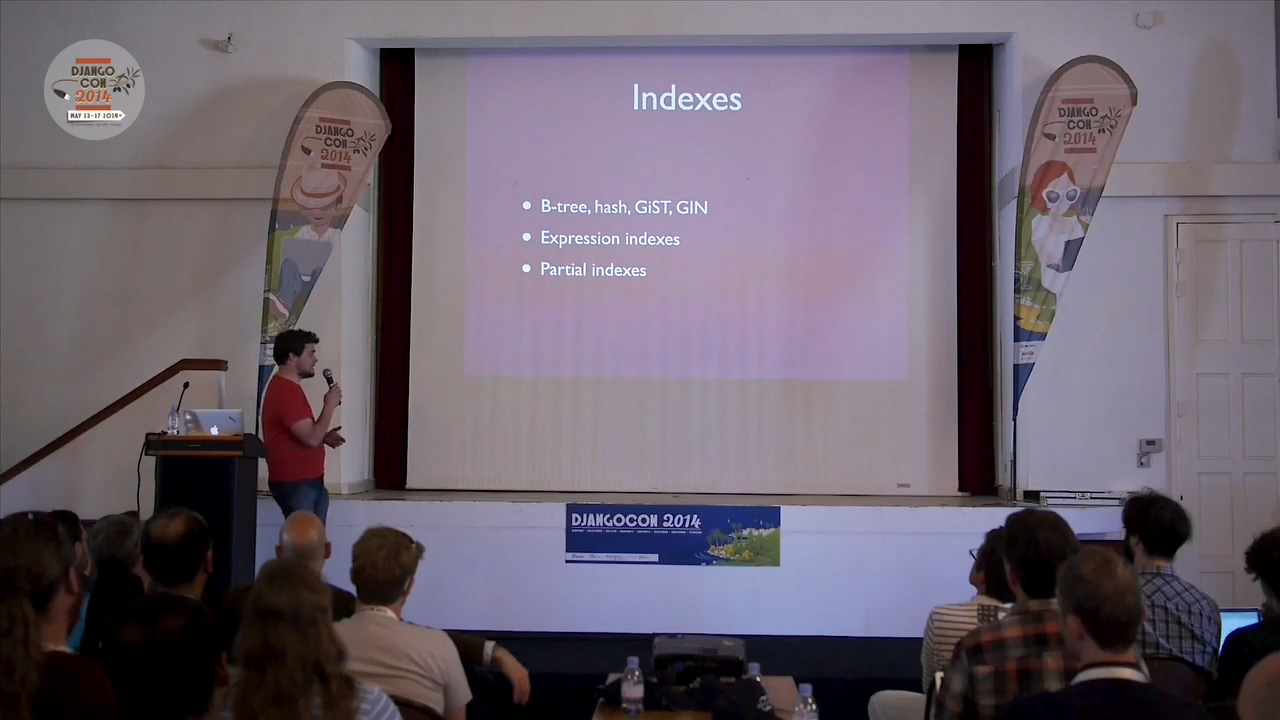 DJANGO
CON
2014
MAY 13-17 2014
DJANGO
CON
2014
Indexes
B-tree, hash, GiST, GIN
Expression indexes
Partial indexes
DJANGO
CON
2014
DJANGOCON 2014